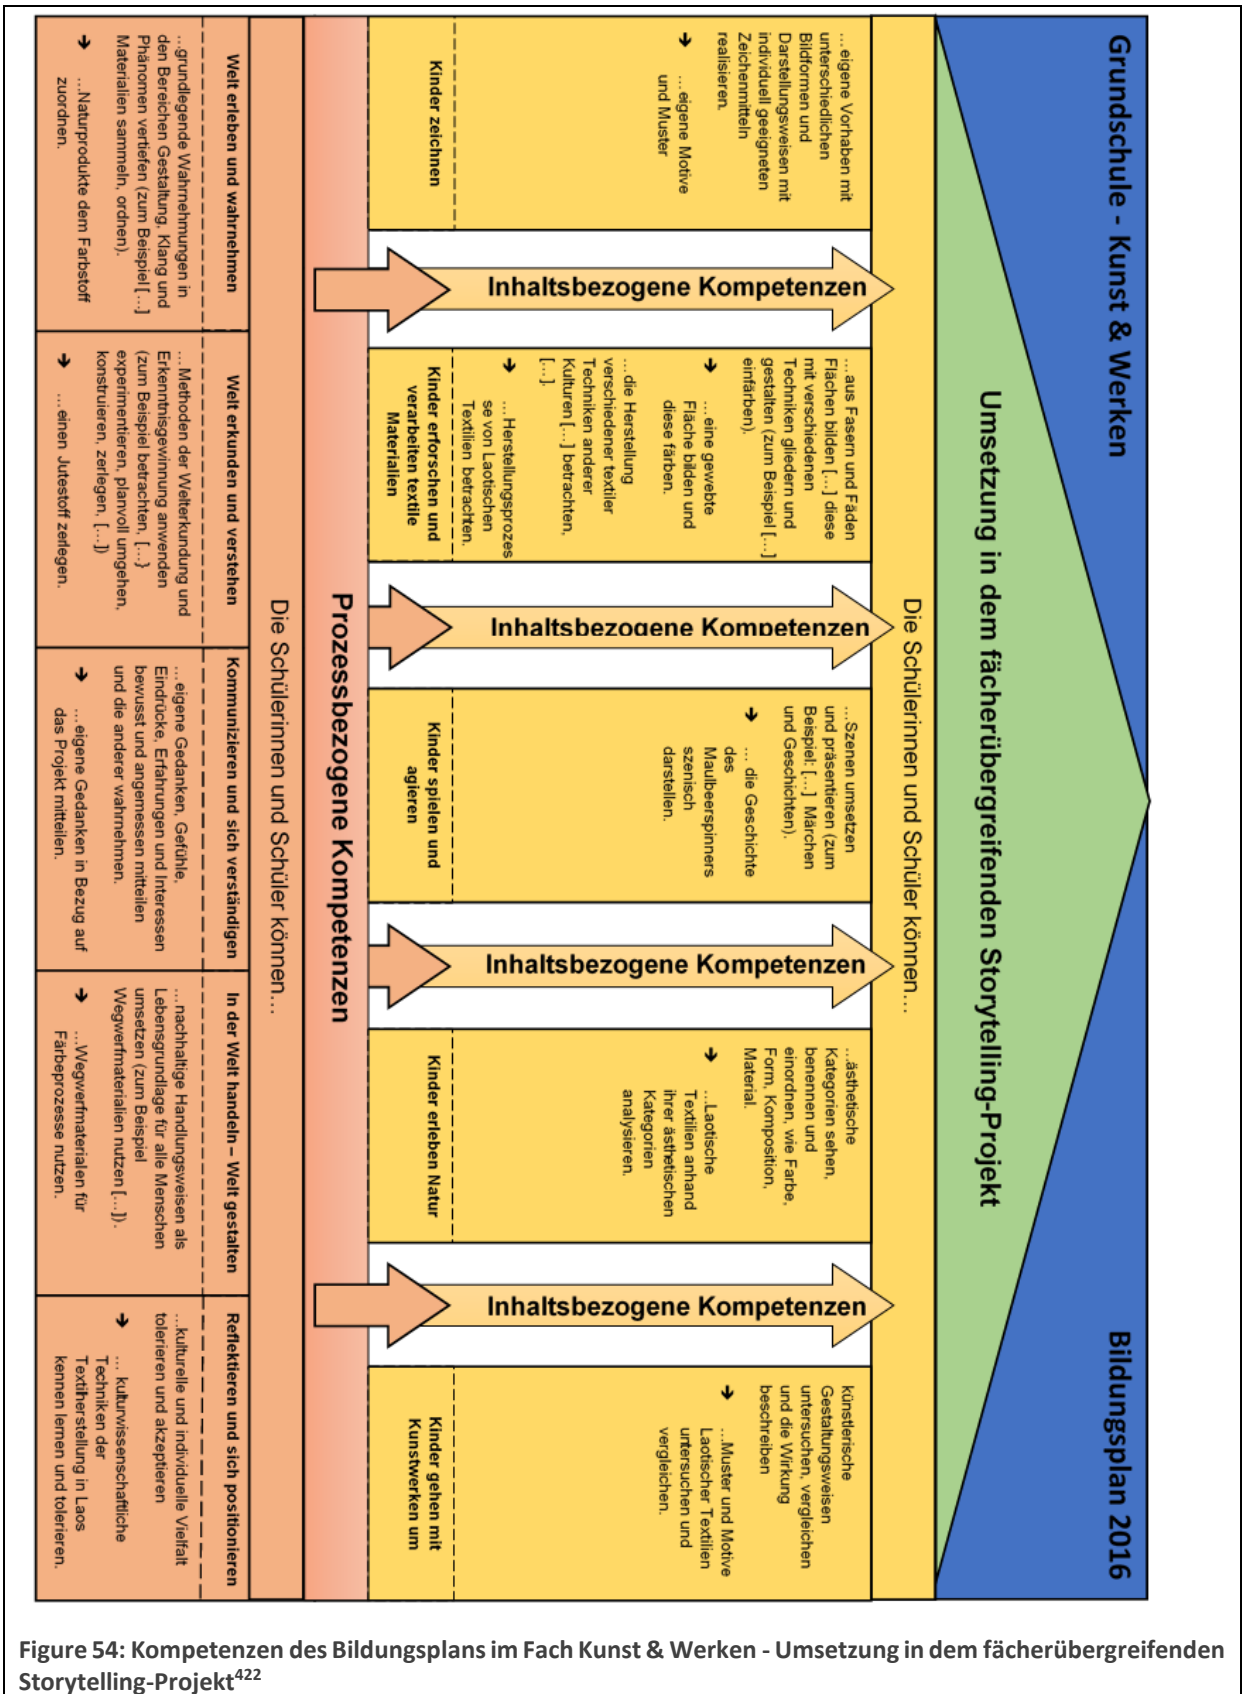 Grundschule - Kunst & Werken
Bildungsplan 2016
Umsetzung in dem fächerübergreifenden Storytelling-Projekt
Die Schülerinnen und Schüler können…
…eigene Vorhaben mit
unterschiedlichen
Bildformen und
Darstellungsweisen mit
individuell geeigneten
Zeichenmitteln
realisieren.
➔ …eigene Motive
und Muster
Kinder zeichnen
Inhaltsbezogene Kompetenzen
…aus Fasern und Fäden
Flächen bilden […] diese
mit verschiedenen
Techniken gliedern und
gestalten (zum Beispiel […]
einfärben).
➔ …eine gewebte
Fläche bilden und
diese färben.
…die Herstellung
verschiedener textiler
Techniken anderer
Kulturen […] betrachten,
[…].
➔ …Herstellungsprozes
se von Laotischen
Textilien betrachten.
Kinder erforschen und
verarbeiten textile
Materialien
Inhaltsbezogene Kompetenzen
…Szenen umsetzen
und präsentieren (zum
Beispiel: […] Märchen
und Geschichten).
➔ … die Geschichte
des
Maulbeerspinners
szenisch
darstellen.
Kinder spielen und
agieren
Inhaltsbezogene Kompetenzen
…ästhetische
Kategorien sehen,
benennen und
einordnen, wie Farbe,
Form, Komposition,
Material.
➔ …Laotische
Textilien anhand
ihrer ästhetischen
Kategorien
analysieren.
Kinder erleben Natur
Inhaltsbezogene Kompetenzen
künstlerische
Gestaltungsweisen
untersuchen, vergleichen
und die Wirkung
beschreiben
➔ …Muster und Motive
Laotischer Textilien
untersuchen und
vergleichen.
Kinder gehen mit
Kunstwerken um
Prozessbezogene Kompetenzen
Die Schülerinnen und Schüler können…
Welt erleben und wahrnehmen
…grundlegende Wahrnehmungen in
den Bereichen Gestaltung, Klang und
Phänomen vertiefen (zum Beispiel […]
Materialien sammeln, ordnen).
➔ …Naturprodukte dem Farbstoff
zuordnen.
Welt erkunden und verstehen
…Methoden der Welterkundung und
Erkenntnisgewinnung anwenden
(zum Beispiel betrachten, […}
experimentieren, planvoll umgehen,
konstruieren, zerlegen, […])
➔ …einen Jutestoff zerlegen.
Kommunizieren und sich verständigen
…eigene Gedanken, Gefühle,
Eindrücke, Erfahrungen und Interessen
bewusst und angemessen mitteilen
und die anderer wahrnehmen.
➔ …eigene Gedanken in Bezug auf
das Projekt mitteilen.
In der Welt handeln – Welt gestalten
…nachhaltige Handlungsweisen als
Lebensgrundlage für alle Menschen
umsetzen (zum Beispiel
Wegwerfmaterialien nutzen […]).
➔ …Wegwerfmaterialen für
Färbeprozesse nutzen.
Reflektieren und sich positionieren
…kulturelle und individuelle Vielfalt
tolerieren und akzeptieren
➔ … kulturwissenschaftliche
Techniken der
Textilherstellung in Laos
kennen lernen und tolerieren.
Figure 54: Kompetenzen des Bildungsplans im Fach Kunst & Werken - Umsetzung in dem fächerübergreifenden
Storytelling-Projekt422